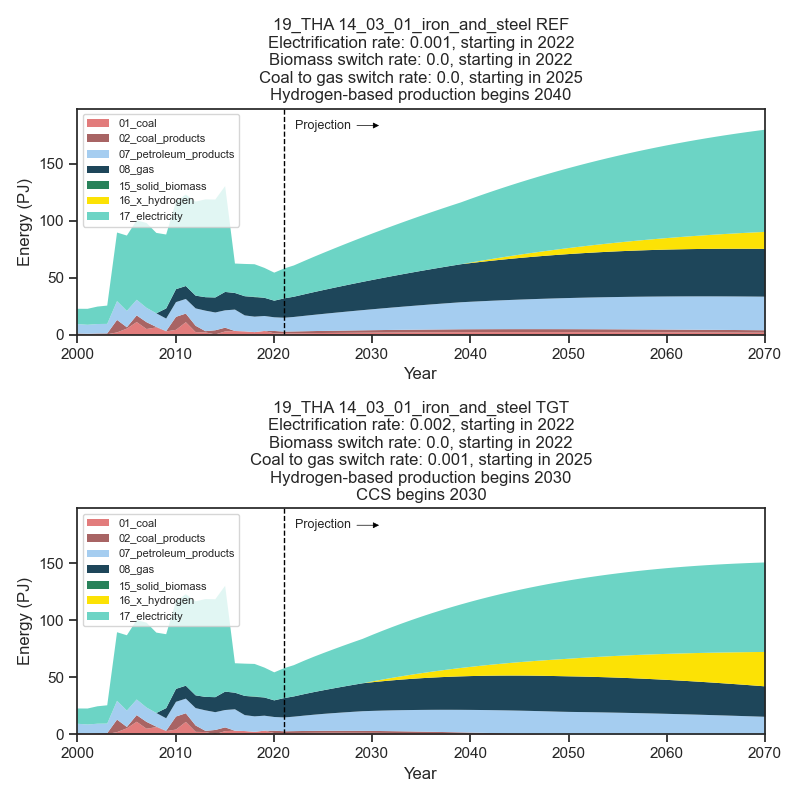 19_THA 14_03_01_iron_and_steel REF
Electrification rate: 0.001, starting in 2022
Biomass switch rate: 0.0, starting in 2022
Coal to gas switch rate: 0.0, starting in 2025
Hydrogen-based production begins 2040
01_coal
02_coal_products
07_petroleum_products
08_gas
15_solid_biomass
16_x_hydrogen
17_electricity
Projection
150
100
50
0
Energy (PJ)
2000 2010 2020 2030 2040 2050 2060 2070
Year
19_THA 14_03_01_iron_and_steel TGT
Electrification rate: 0.002, starting in 2022
Biomass switch rate: 0.0, starting in 2022
Coal to gas switch rate: 0.001, starting in 2025
Hydrogen-based production begins 2030
CCS begins 2030
01_coal
02_coal_products
07_petroleum_products
08_gas
15_solid_biomass
16_x_hydrogen
17_electricity
Projection
150
100
50
0
Energy (PJ)
2000 2010 2020 2030 2040 2050 2060 2070
Year